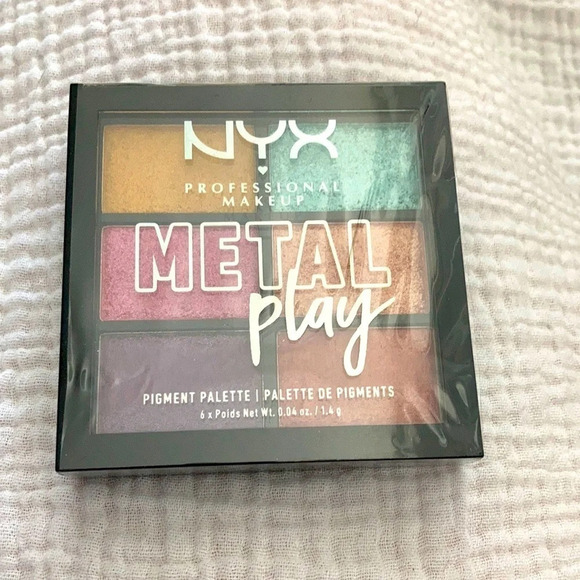 NYX
PROFESSIONAL
MAKEUP
METAL
play
PIGMENT PALETTE | PALETTE DE PIGMENTS
6 x Poids Net Wt. 0.04 oz. / 1.4 g